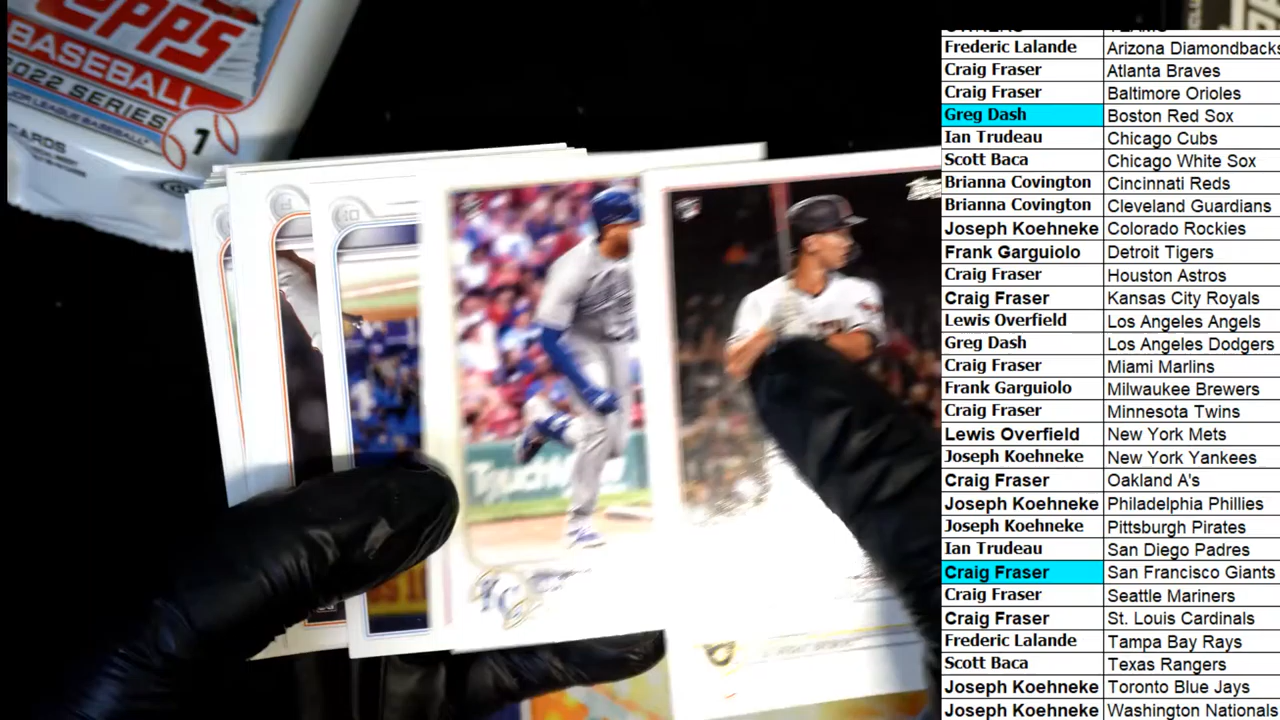 TOPPS
BASEBALL
2022 SERIES
MAJOR LEAGUE BASEBALL
CARDS
1
Frederic Lalande Arizona Diamondbacks
Craig Fraser Atlanta Braves
Craig Fraser Baltimore Orioles
Greg Dash Boston Red Sox
Ian Trudeau Chicago Cubs
Scott Baca Chicago White Sox
Brianna Covington Cincinnati Reds
Brianna Covington Cleveland Guardians
Joseph Koehneke Colorado Rockies
Frank Garguiolo Detroit Tigers
Craig Fraser Houston Astros
Craig Fraser Kansas City Royals
Lewis Overfield Los Angeles Angels
Greg Dash Los Angeles Dodgers
Craig Fraser Miami Marlins
Frank Garguiolo Milwaukee Brewers
Craig Fraser Minnesota Twins
Lewis Overfield New York Mets
Joseph Koehneke New York Yankees
Craig Fraser Oakland A's
Joseph Koehneke Philadelphia Phillies
Joseph Koehneke Pittsburgh Pirates
Ian Trudeau San Diego Padres
Craig Fraser San Francisco Giants
Craig Fraser Seattle Mariners
Craig Fraser St. Louis Cardinals
Frederic Lalande Tampa Bay Rays
Scott Baca Texas Rangers
Joseph Koehneke Toronto Blue Jays
Joseph Koehneke Washington Nationals